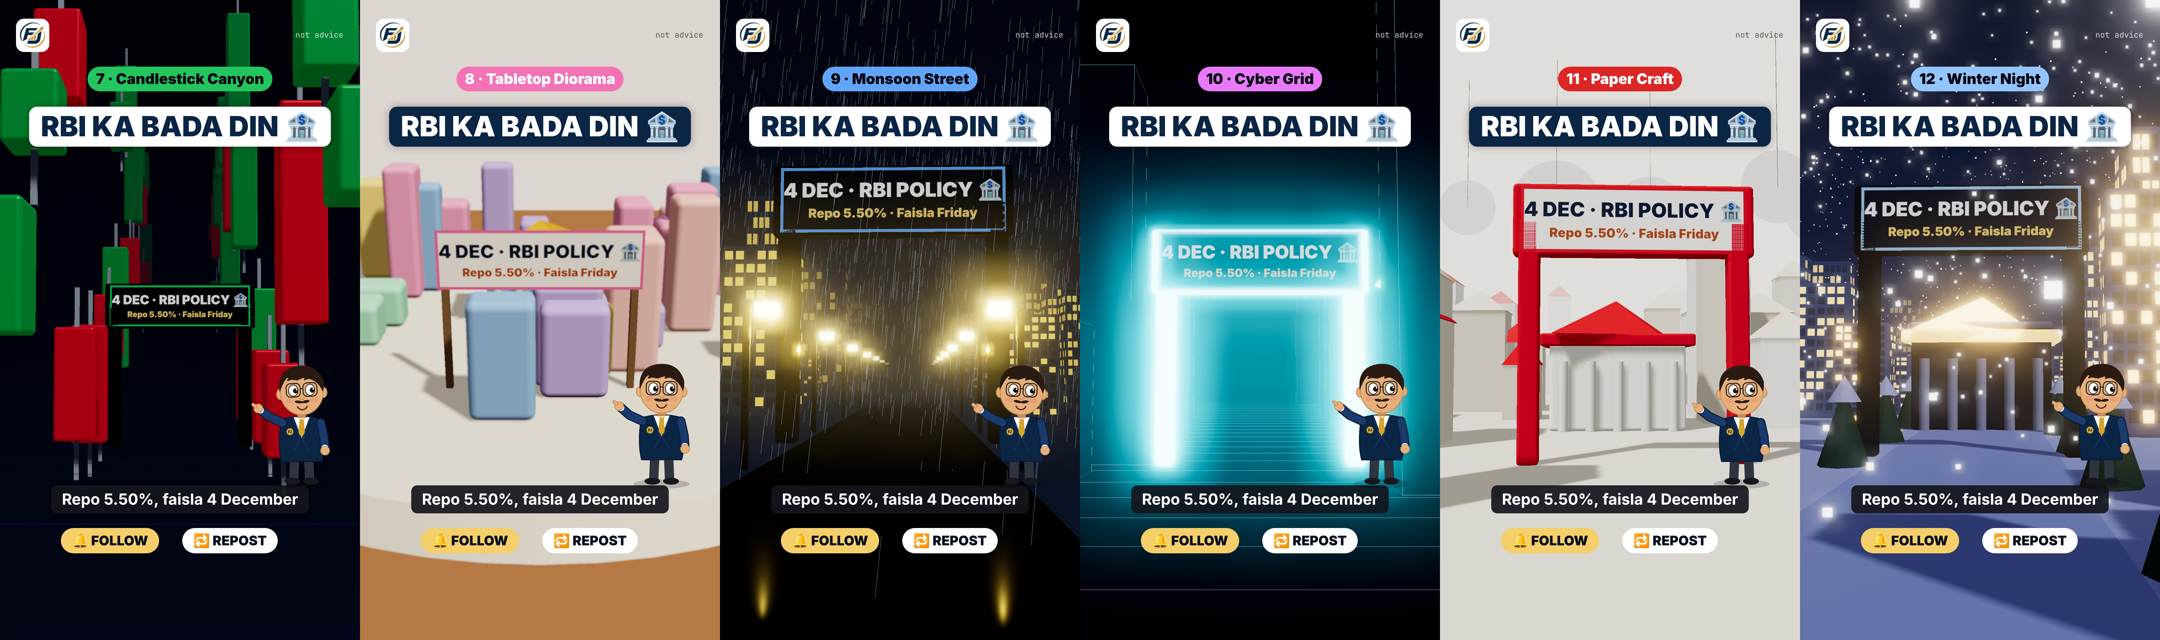 FJ
not advice
7 · Candlestick Canyon
RBI KA BADA DIN 🏦
4 DEC · RBI POLICY 🏦
Repo 5.50% · Faisla Friday
Repo 5.50%, faisla 4 December
🔔 FOLLOW
🔁 REPOST
FJ
not advice
8 · Tabletop Diorama
RBI KA BADA DIN 🏦
4 DEC · RBI POLICY 🏦
Repo 5.50% · Faisla Friday
Repo 5.50%, faisla 4 December
🔔 FOLLOW
🔁 REPOST
FJ
not advice
9 · Monsoon Street
RBI KA BADA DIN 🏦
4 DEC · RBI POLICY 🏦
Repo 5.50% · Faisla Friday
Repo 5.50%, faisla 4 December
🔔 FOLLOW
🔁 REPOST
FJ
not advice
10 · Cyber Grid
RBI KA BADA DIN 🏦
4 DEC · RBI POLICY 🏦
Repo 5.50% · Faisla Friday
Repo 5.50%, faisla 4 December
🔔 FOLLOW
🔁 REPOST
FJ
not advice
11 · Paper Craft
RBI KA BADA DIN 🏦
4 DEC · RBI POLICY 🏦
Repo 5.50% · Faisla Friday
Repo 5.50%, faisla 4 December
🔔 FOLLOW
🔁 REPOST
FJ
not advice
12 · Winter Night
RBI KA BADA DIN 🏦
4 DEC · RBI POLICY 🏦
Repo 5.50% · Faisla Friday
Repo 5.50%, faisla 4 December
🔔 FOLLOW
🔁 REPOST